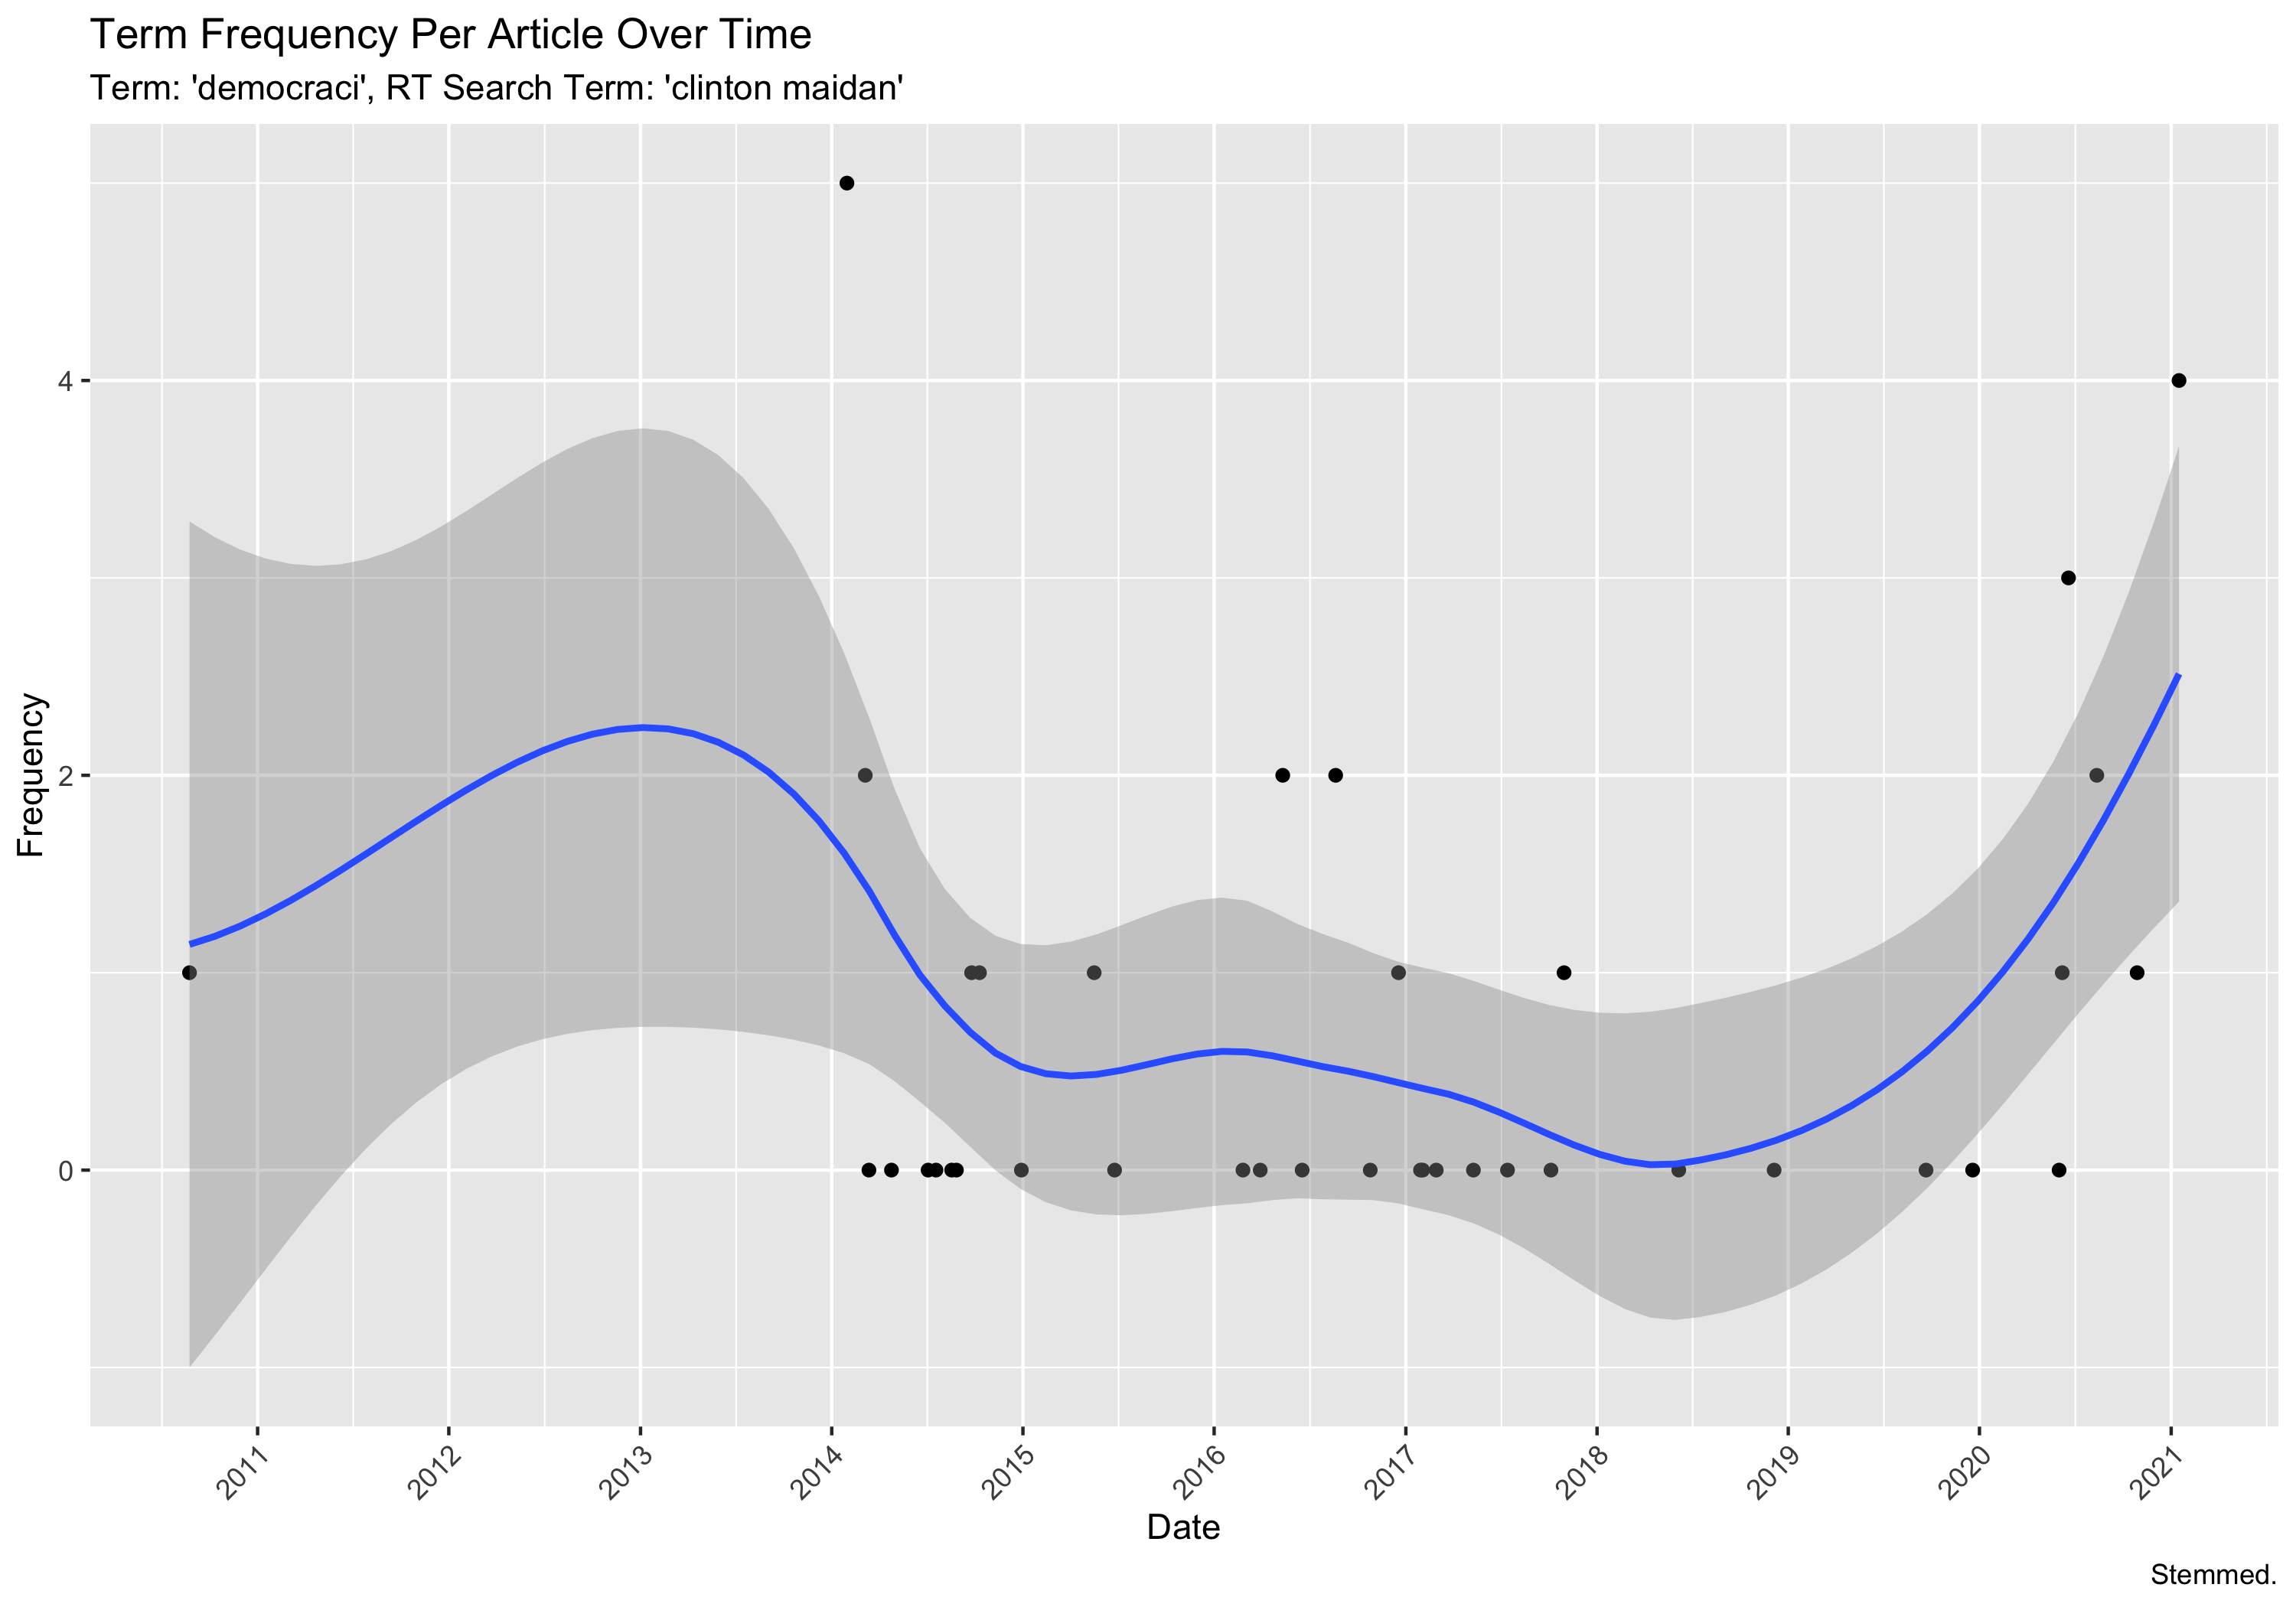 Term Frequency Per Article Over Time
Term: 'democraci', RT Search Term: 'clinton maidan'
Frequency
4
2
0
2011
2012
2013
2014
2015
2016
2017
2018
2019
2020
2021
Date
Stemmed.